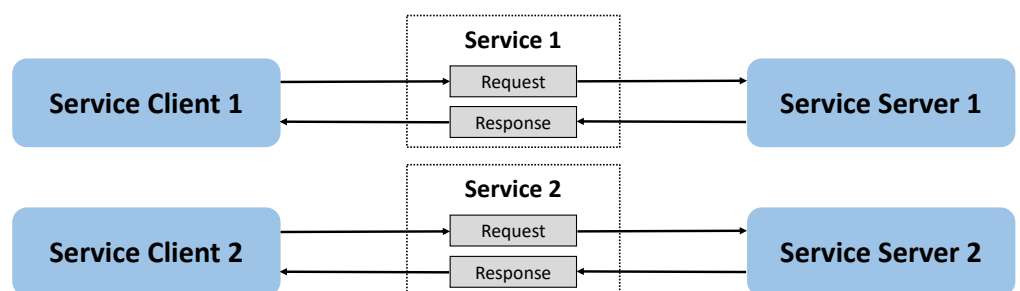 Service 1
Service Client 1
Request
Response
Service Server 1
Service 2
Service Client 2
Request
Response
Service Server 2